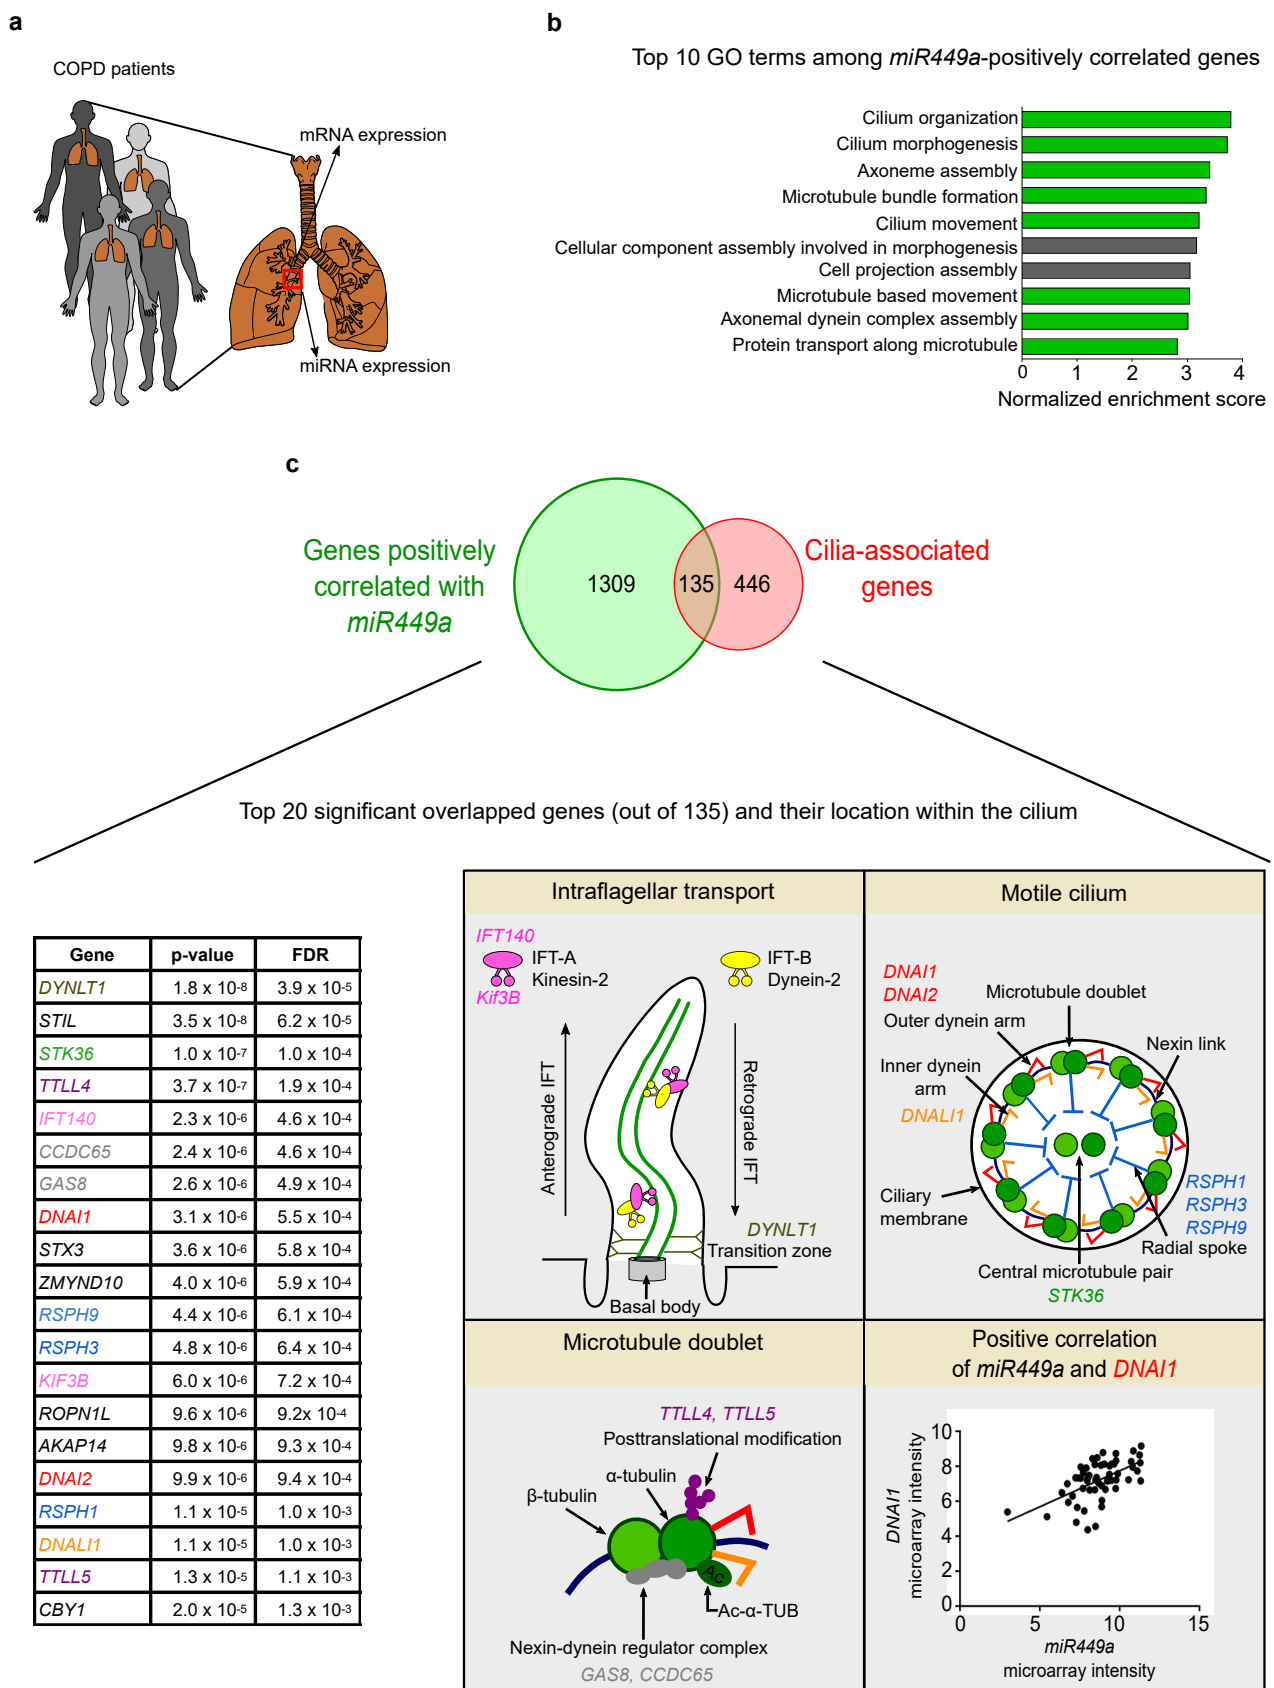 a
COPD patients
mRNA expression
miRNA expression
b
Top 10 GO terms among miR449a-positively correlated genes
Cilium organization
Cilium morphogenesis
Axoneme assembly
Microtubule bundle formation
Cilium movement
Cellular component assembly involved in morphogenesis
Cell projection assembly
Microtubule based movement
Axonemal dynein complex assembly
Protein transport along microtubule
0 1 2 3 4
Normalized enrichment score
c
Genes positively
correlated with
miR449a
1309
135
446
Cilia-associated
genes
Top 20 significant overlapped genes (out of 135) and their location within the cilium
Gene p-value FDR
DYNLT1 1.8 x 10-8 3.9 x 10-5
STIL 3.5 x 10-8 6.2 x 10-5
STK36 1.0 x 10-7 1.0 x 10-4
TTLL4 3.7 x 10-7 1.9 x 10-4
IFT140 2.3 x 10-6 4.6 x 10-4
CCDC65 2.4 x 10-6 4.6 x 10-4
GAS8 2.6 x 10-6 4.9 x 10-4
DNAI1 3.1 x 10-6 5.5 x 10-4
STX3 3.6 x 10-6 5.8 x 10-4
ZMYND10 4.0 x 10-6 5.9 x 10-4
RSPH9 4.4 x 10-6 6.1 x 10-4
RSPH3 4.8 x 10-6 6.4 x 10-4
KIF3B 6.0 x 10-6 7.2 x 10-4
ROPN1L 9.6 x 10-6 9.2x 10-4
AKAP14 9.8 x 10-6 9.3 x 10-4
DNAI2 9.9 x 10-6 9.4 x 10-4
RSPH1 1.1 x 10-5 1.0 x 10-3
DNALI1 1.1 x 10-5 1.0 x 10-3
TTLL5 1.3 x 10-5 1.1 x 10-3
CBY1 2.0 x 10-5 1.3 x 10-3
Intraflagellar transport
IFT140
IFT-A
Kinesin-2
Kif3B
IFT-B
Dynein-2
Anterograde IFT
Retrograde IFT
DYNLT1
Transition zone
Basal body
Motile cilium
DNAI1
DNAI2
Outer dynein arm
Microtubule doublet
Nexin link
Inner dynein
arm
DNALI1
Ciliary
membrane
RSPH1
RSPH3
RSPH9
Radial spoke
Central microtubule pair
STK36
Microtubule doublet
TTLL4, TTLL5
Posttranslational modification
α-tubulin
β-tubulin
Ac
Ac-α-TUB
Nexin-dynein regulator complex
GAS8, CCDC65
Positive correlation
of miR449a and DNAI1
DNAI1
microarray intensity
10
8
6
4
2
0
0 5 10 15
miR449a
microarray intensity